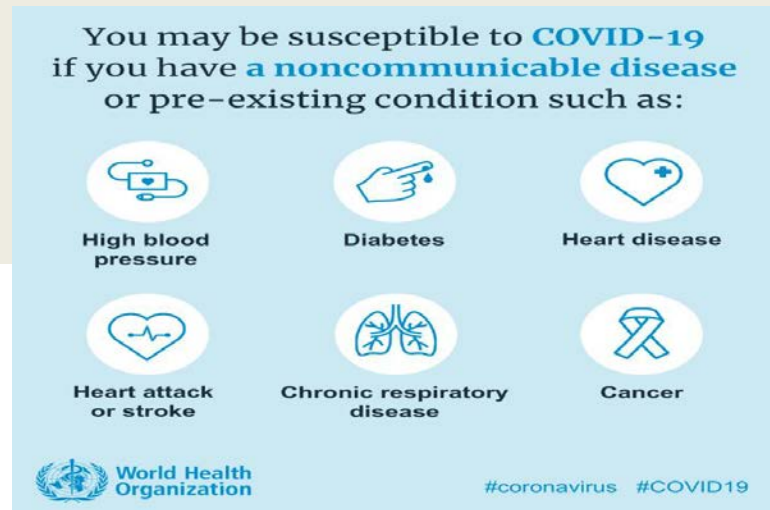 You may be susceptible to COVID-19
if you have a noncommunicable disease
or pre-existing condition such as:
High blood
pressure
Diabetes
Heart disease
Heart attack
or stroke
Chronic respiratory
disease
Cancer
World Health
Organization
#coronavirus #COVID19